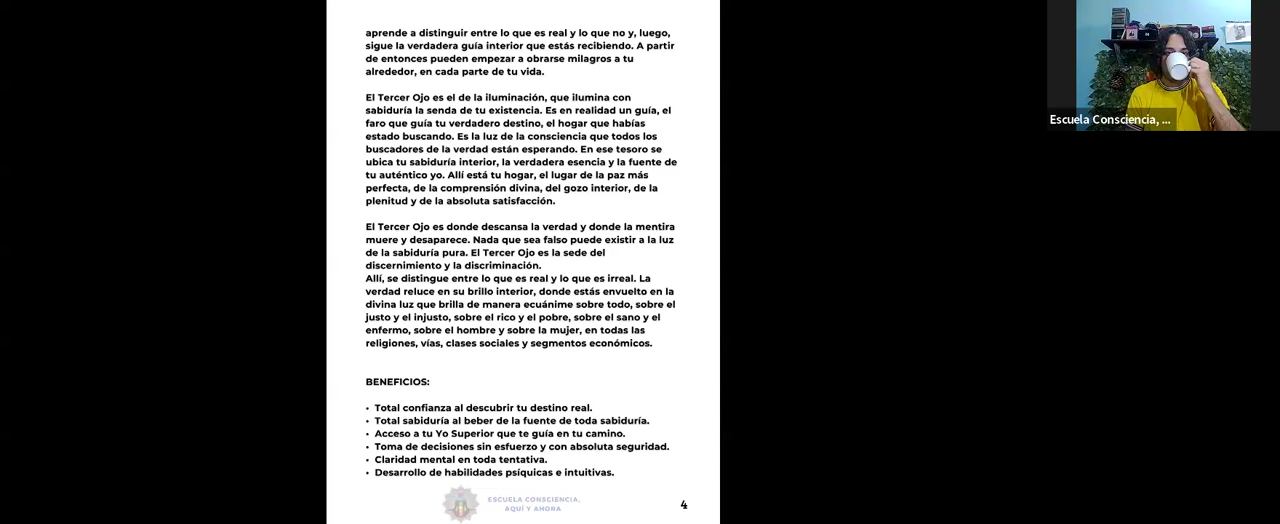 aprende a distinguir entre lo que es real y lo que no y, luego,
sigue la verdadera guía interior que estás recibiendo. A partir
de entonces pueden empezar a obrarse milagros a tu
alrededor, en cada parte de tu vida.
El Tercer Ojo es el de la iluminación, que ilumina con
sabiduría la senda de tu existencia. Es en realidad un guía, el
faro que guía tu verdadero destino, el hogar que habías
estado buscando. Es la luz de la consciencia que todos los
buscadores de la verdad están esperando. En ese tesoro se
ubica tu sabiduría interior, la verdadera esencia y la fuente de
tu auténtico yo. Allí está tu hogar, el lugar de la paz más
perfecta, de la comprensión divina, del gozo interior, de la
plenitud y de la absoluta satisfacción.
El Tercer Ojo es donde descansa la verdad y donde la mentira
muere y desaparece. Nada que sea falso puede existir a la luz
de la sabiduría pura. El Tercer Ojo es la sede del
discernimiento y la discriminación.
Allí, se distingue entre lo que es real y lo que es irreal. La
verdad reluce en su brillo interior, donde estás envuelto en la
divina luz que brilla de manera ecuánime sobre todo, sobre el
justo y el injusto, sobre el rico y el pobre, sobre el sano y el
enfermo, sobre el hombre y sobre la mujer, en todas las
religiones, vías, clases sociales y segmentos económicos.
BENEFICIOS:
• Total confianza al descubrir tu destino real.
• Total sabiduría al beber de la fuente de toda sabiduría.
• Acceso a tu Yo Superior que te guía en tu camino.
• Toma de decisiones sin esfuerzo y con absoluta seguridad.
• Claridad mental en toda tentativa.
• Desarrollo de habilidades psíquicas e intuitivas.
ESCUELA CONSCIENCIA,
AQUÍ Y AHORA
4
Escuela Consciencia, ...